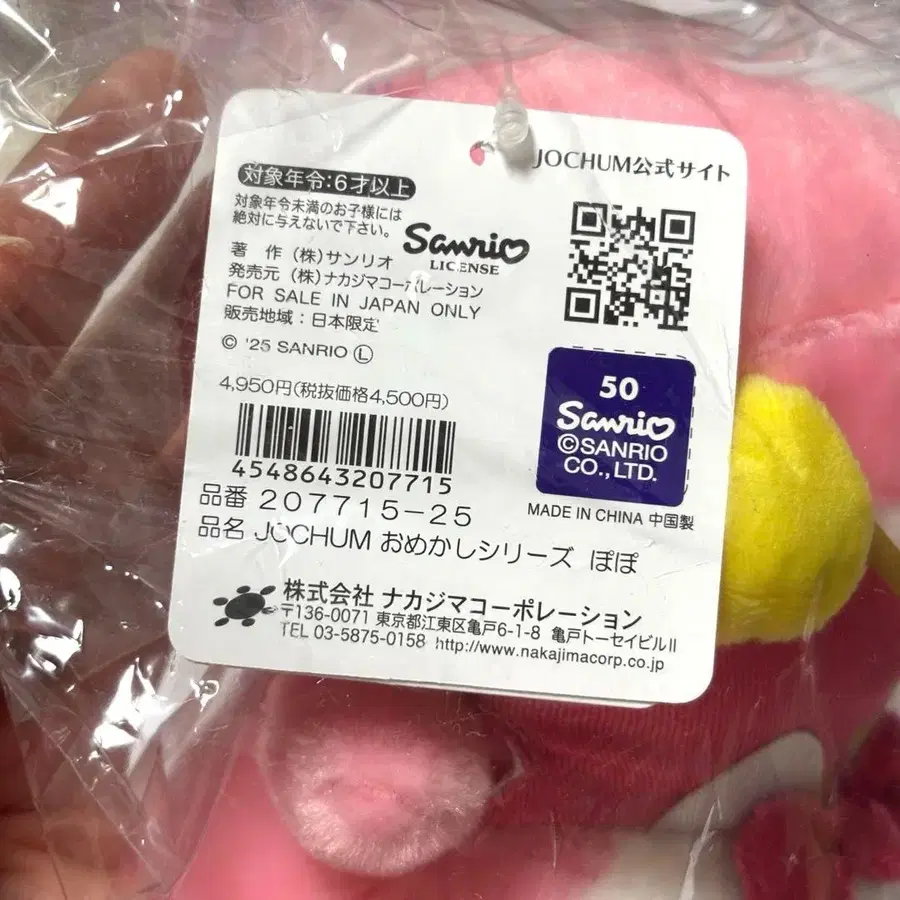 JOCHUM公式サイト
対象年令:6才以上
対象年令未満のお子様には
絶対に与えないで下さい。
Sanrio
LICENSE
著 作 (株)サンリオ
発売元 (株)ナカジマコーポレーション
FOR SALE IN JAPAN ONLY
販売地域:日本限定
© '25 SANRIO Ⓛ
4,950円(税抜価格4,500円)
4548643207715
50
Sanrio
©SANRIO
CO.,LTD.
MADE IN CHINA 中国製
品番 207715-25
品名 JOCHUM おめかしシリーズ ぽぽ
株式会社 ナカジマコーポレーション
〒136-0071 東京都江東区亀戸6-1-8 亀戸トーセイビルⅡ
TEL 03-5875-0158 http://www.nakajimacorp.co.jp